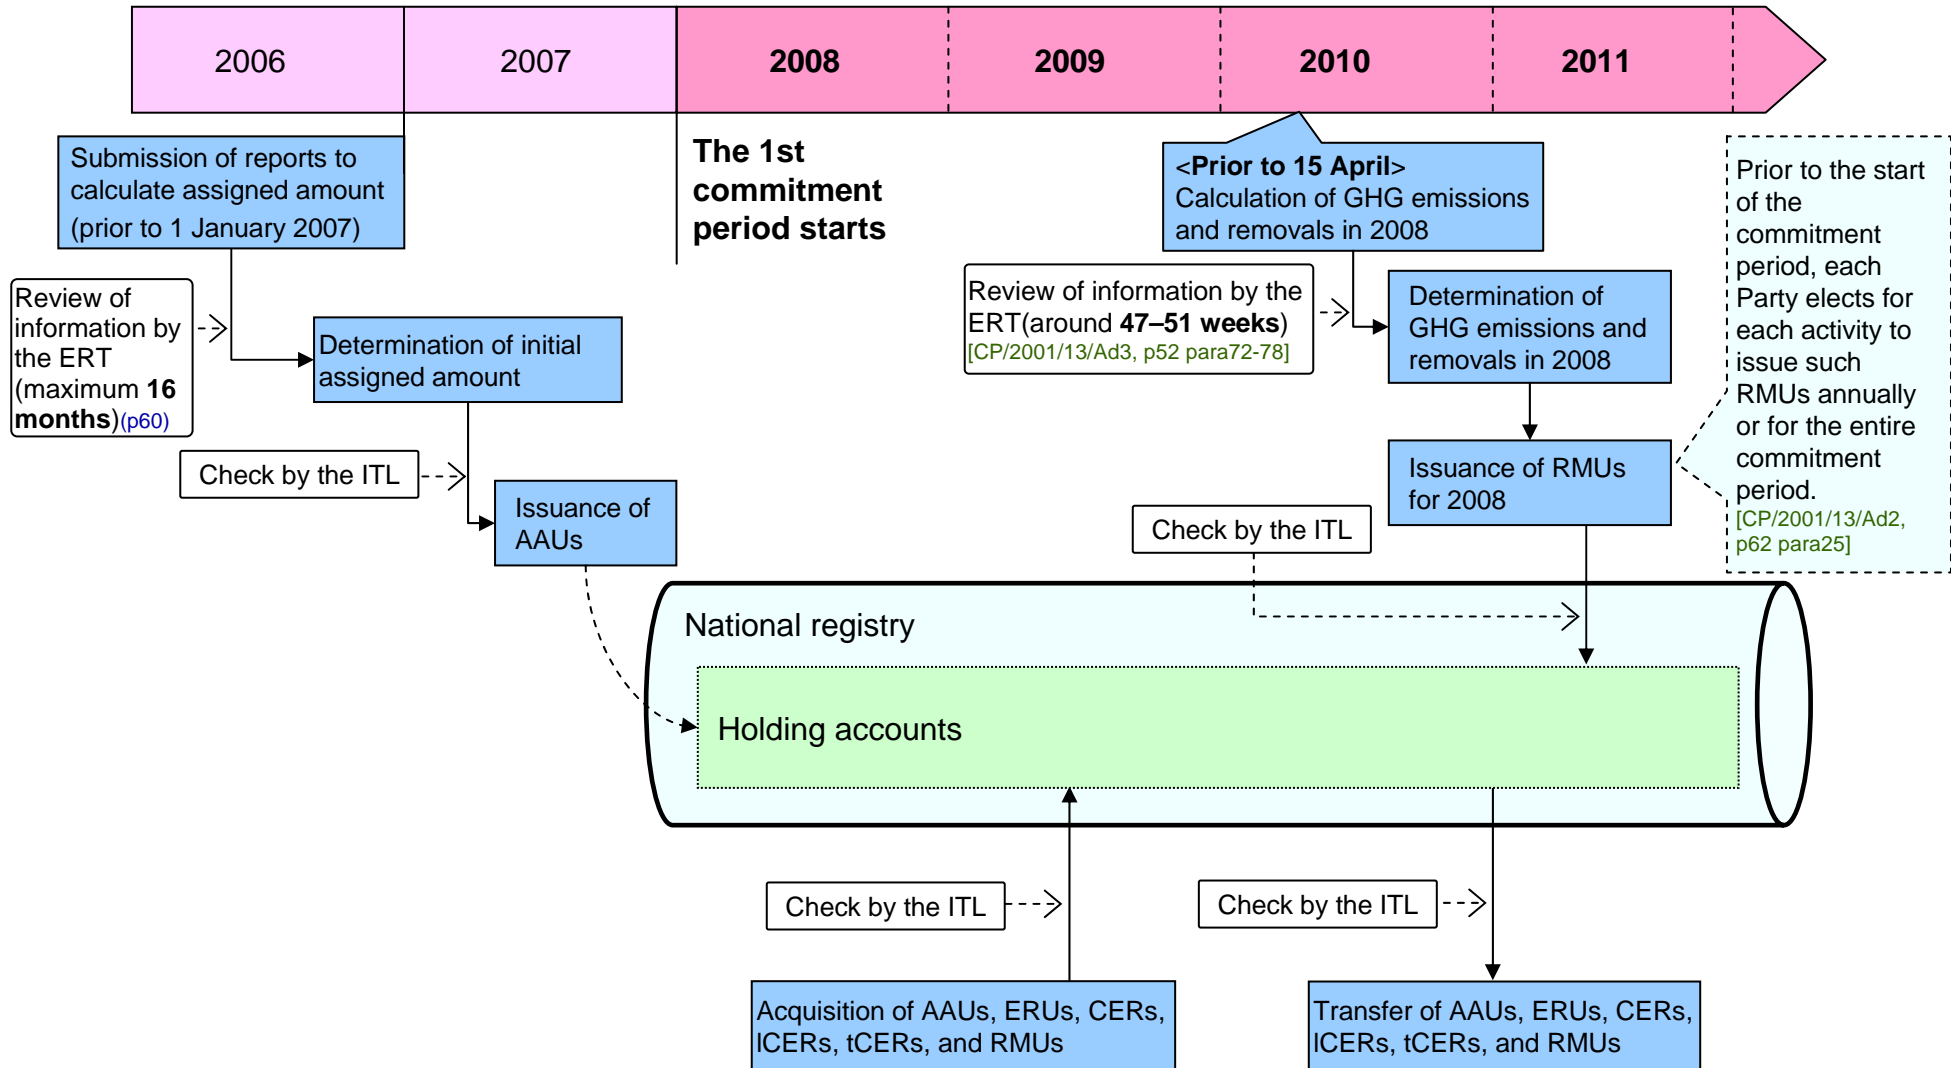 2006
2007
2008
2009
2010
2011
Submission of reports to
calculate assigned amount
(prior to 1 January 2007)
The 1st
commitment
period starts
<Prior to 15 April>
Calculation of GHG emissions
and removals in 2008
Prior to the start
of the
commitment
period, each
Party elects for
each activity to
issue such
RMUs annually
or for the entire
commitment
period.
[CP/2001/13/Ad2,
p62 para25]
Review of
information by
the ERT
(maximum 16
months)(p60)
Determination of initial
assigned amount
Review of information by the
ERT(around 47–51 weeks)
[CP/2001/13/Ad3, p52 para72-78]
Determination of
GHG emissions and
removals in 2008
Check by the ITL
Issuance of
AAUs
Issuance of RMUs
for 2008
Check by the ITL
National registry
Holding accounts
Check by the ITL
Check by the ITL
Acquisition of AAUs, ERUs, CERs,
lCERs, tCERs, and RMUs
Transfer of AAUs, ERUs, CERs,
lCERs, tCERs, and RMUs